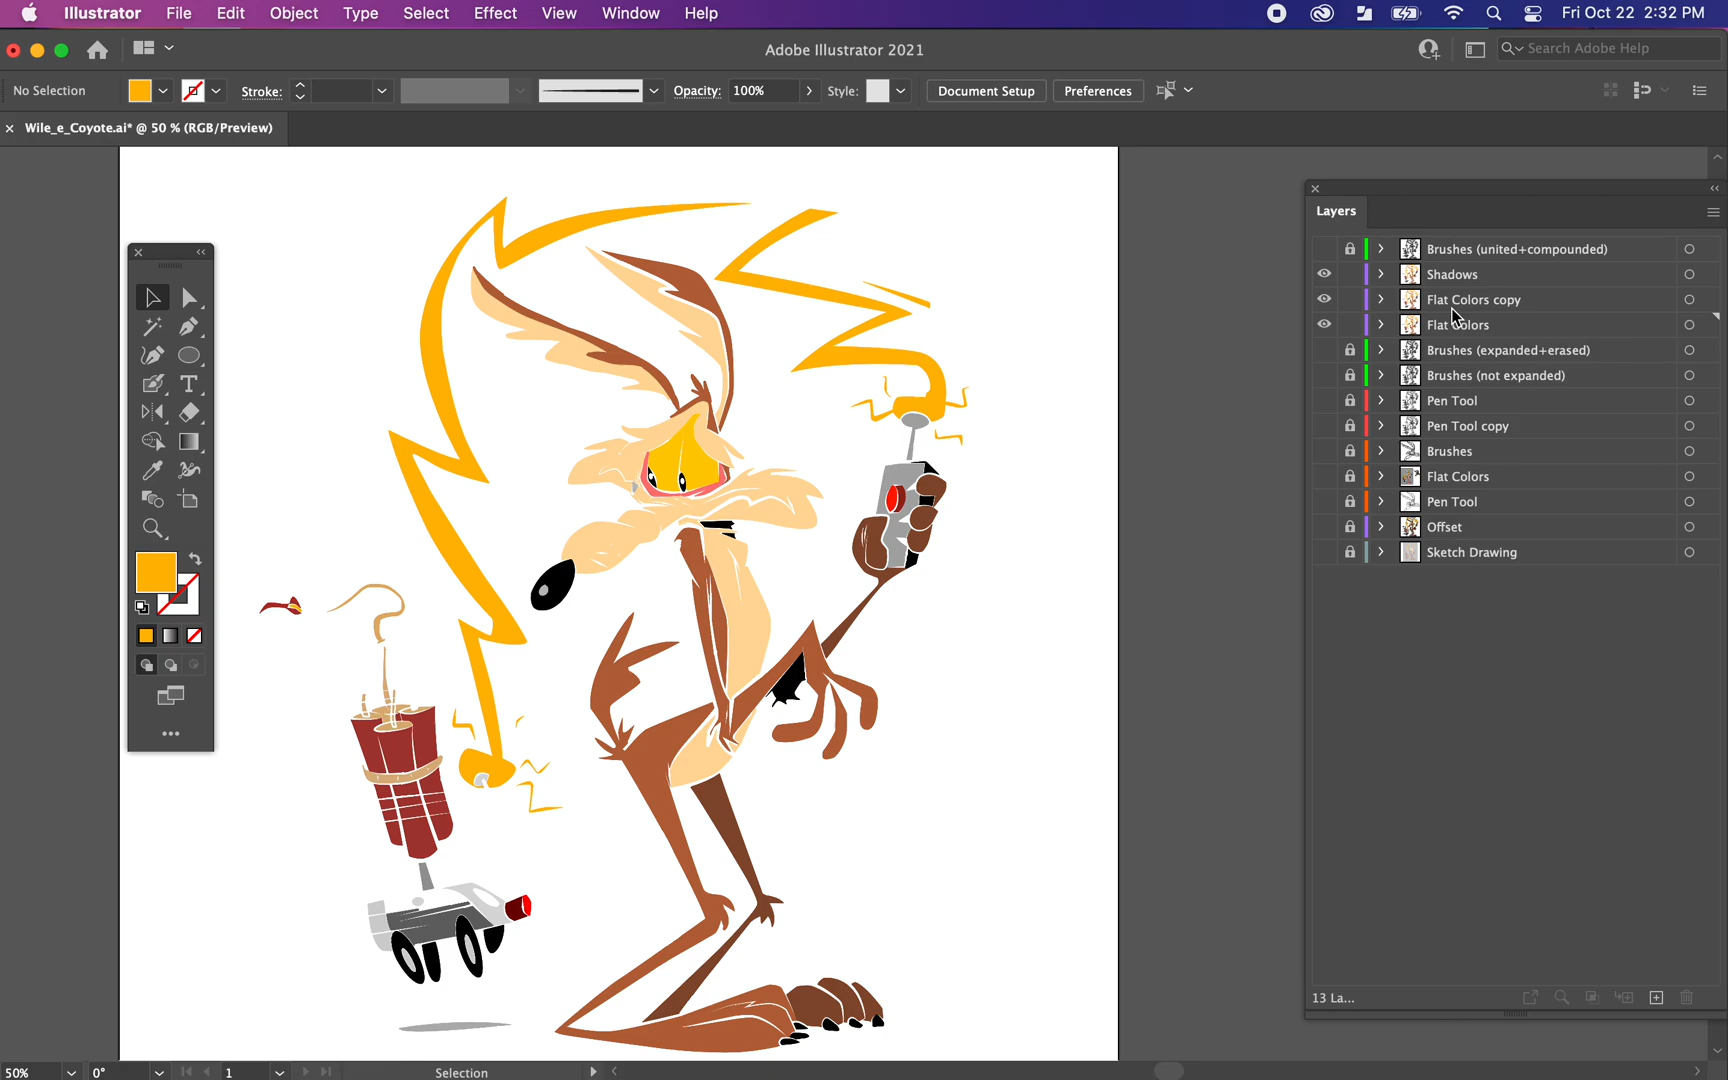 Illustrator File Edit Object Type Select Effect View Window Help Fri Oct 22 2:32 PM
Adobe Illustrator 2021 Search Adobe Help
No Selection Stroke: Opacity: 100% Style: Document Setup Preferences
Wile_e_Coyote.ai* @ 50 % (RGB/Preview)
Layers
Brushes (united+compounded)
Shadows
Flat Colors copy
Flat Colors
Brushes (expanded+erased)
Brushes (not expanded)
Pen Tool
Pen Tool copy
Brushes
Flat Colors
Pen Tool
Offset
Sketch Drawing
13 La...
50% 0° 1 Selection